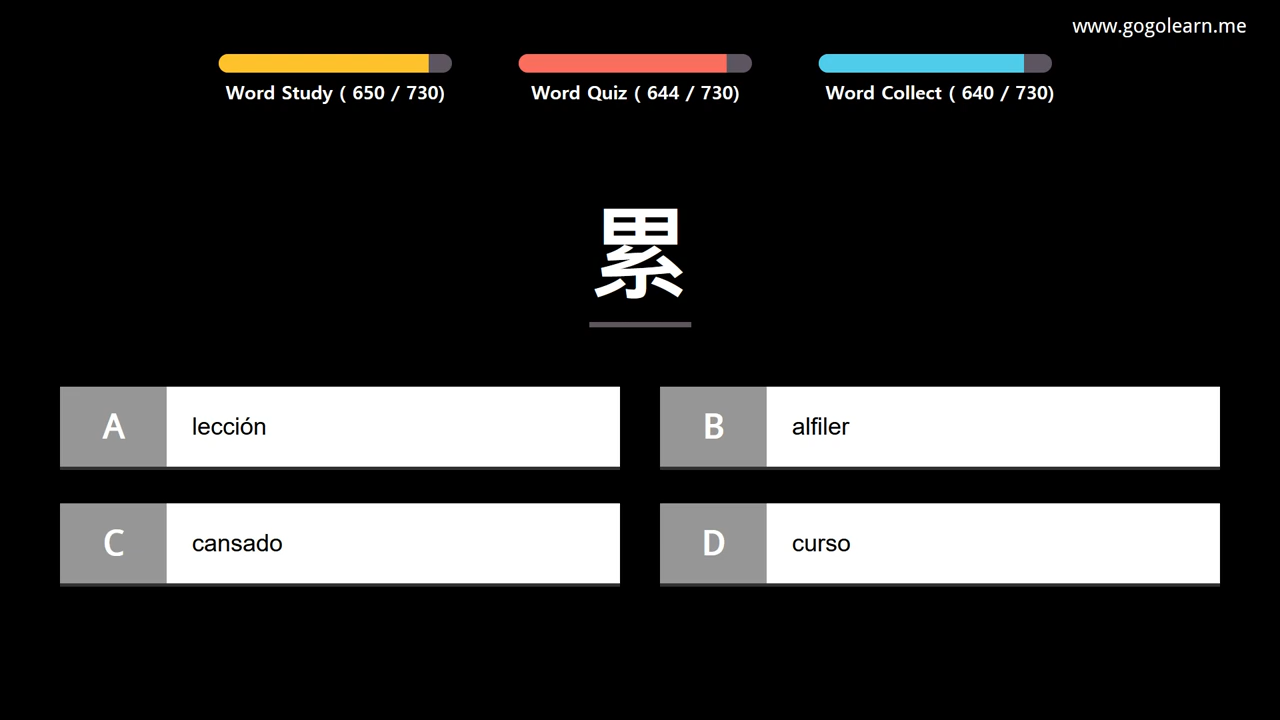 www.gogolearn.me
Word Study ( 650 / 730)
Word Quiz ( 644 / 730)
Word Collect ( 640 / 730)
累
A lección
B alfiler
C cansado
D curso